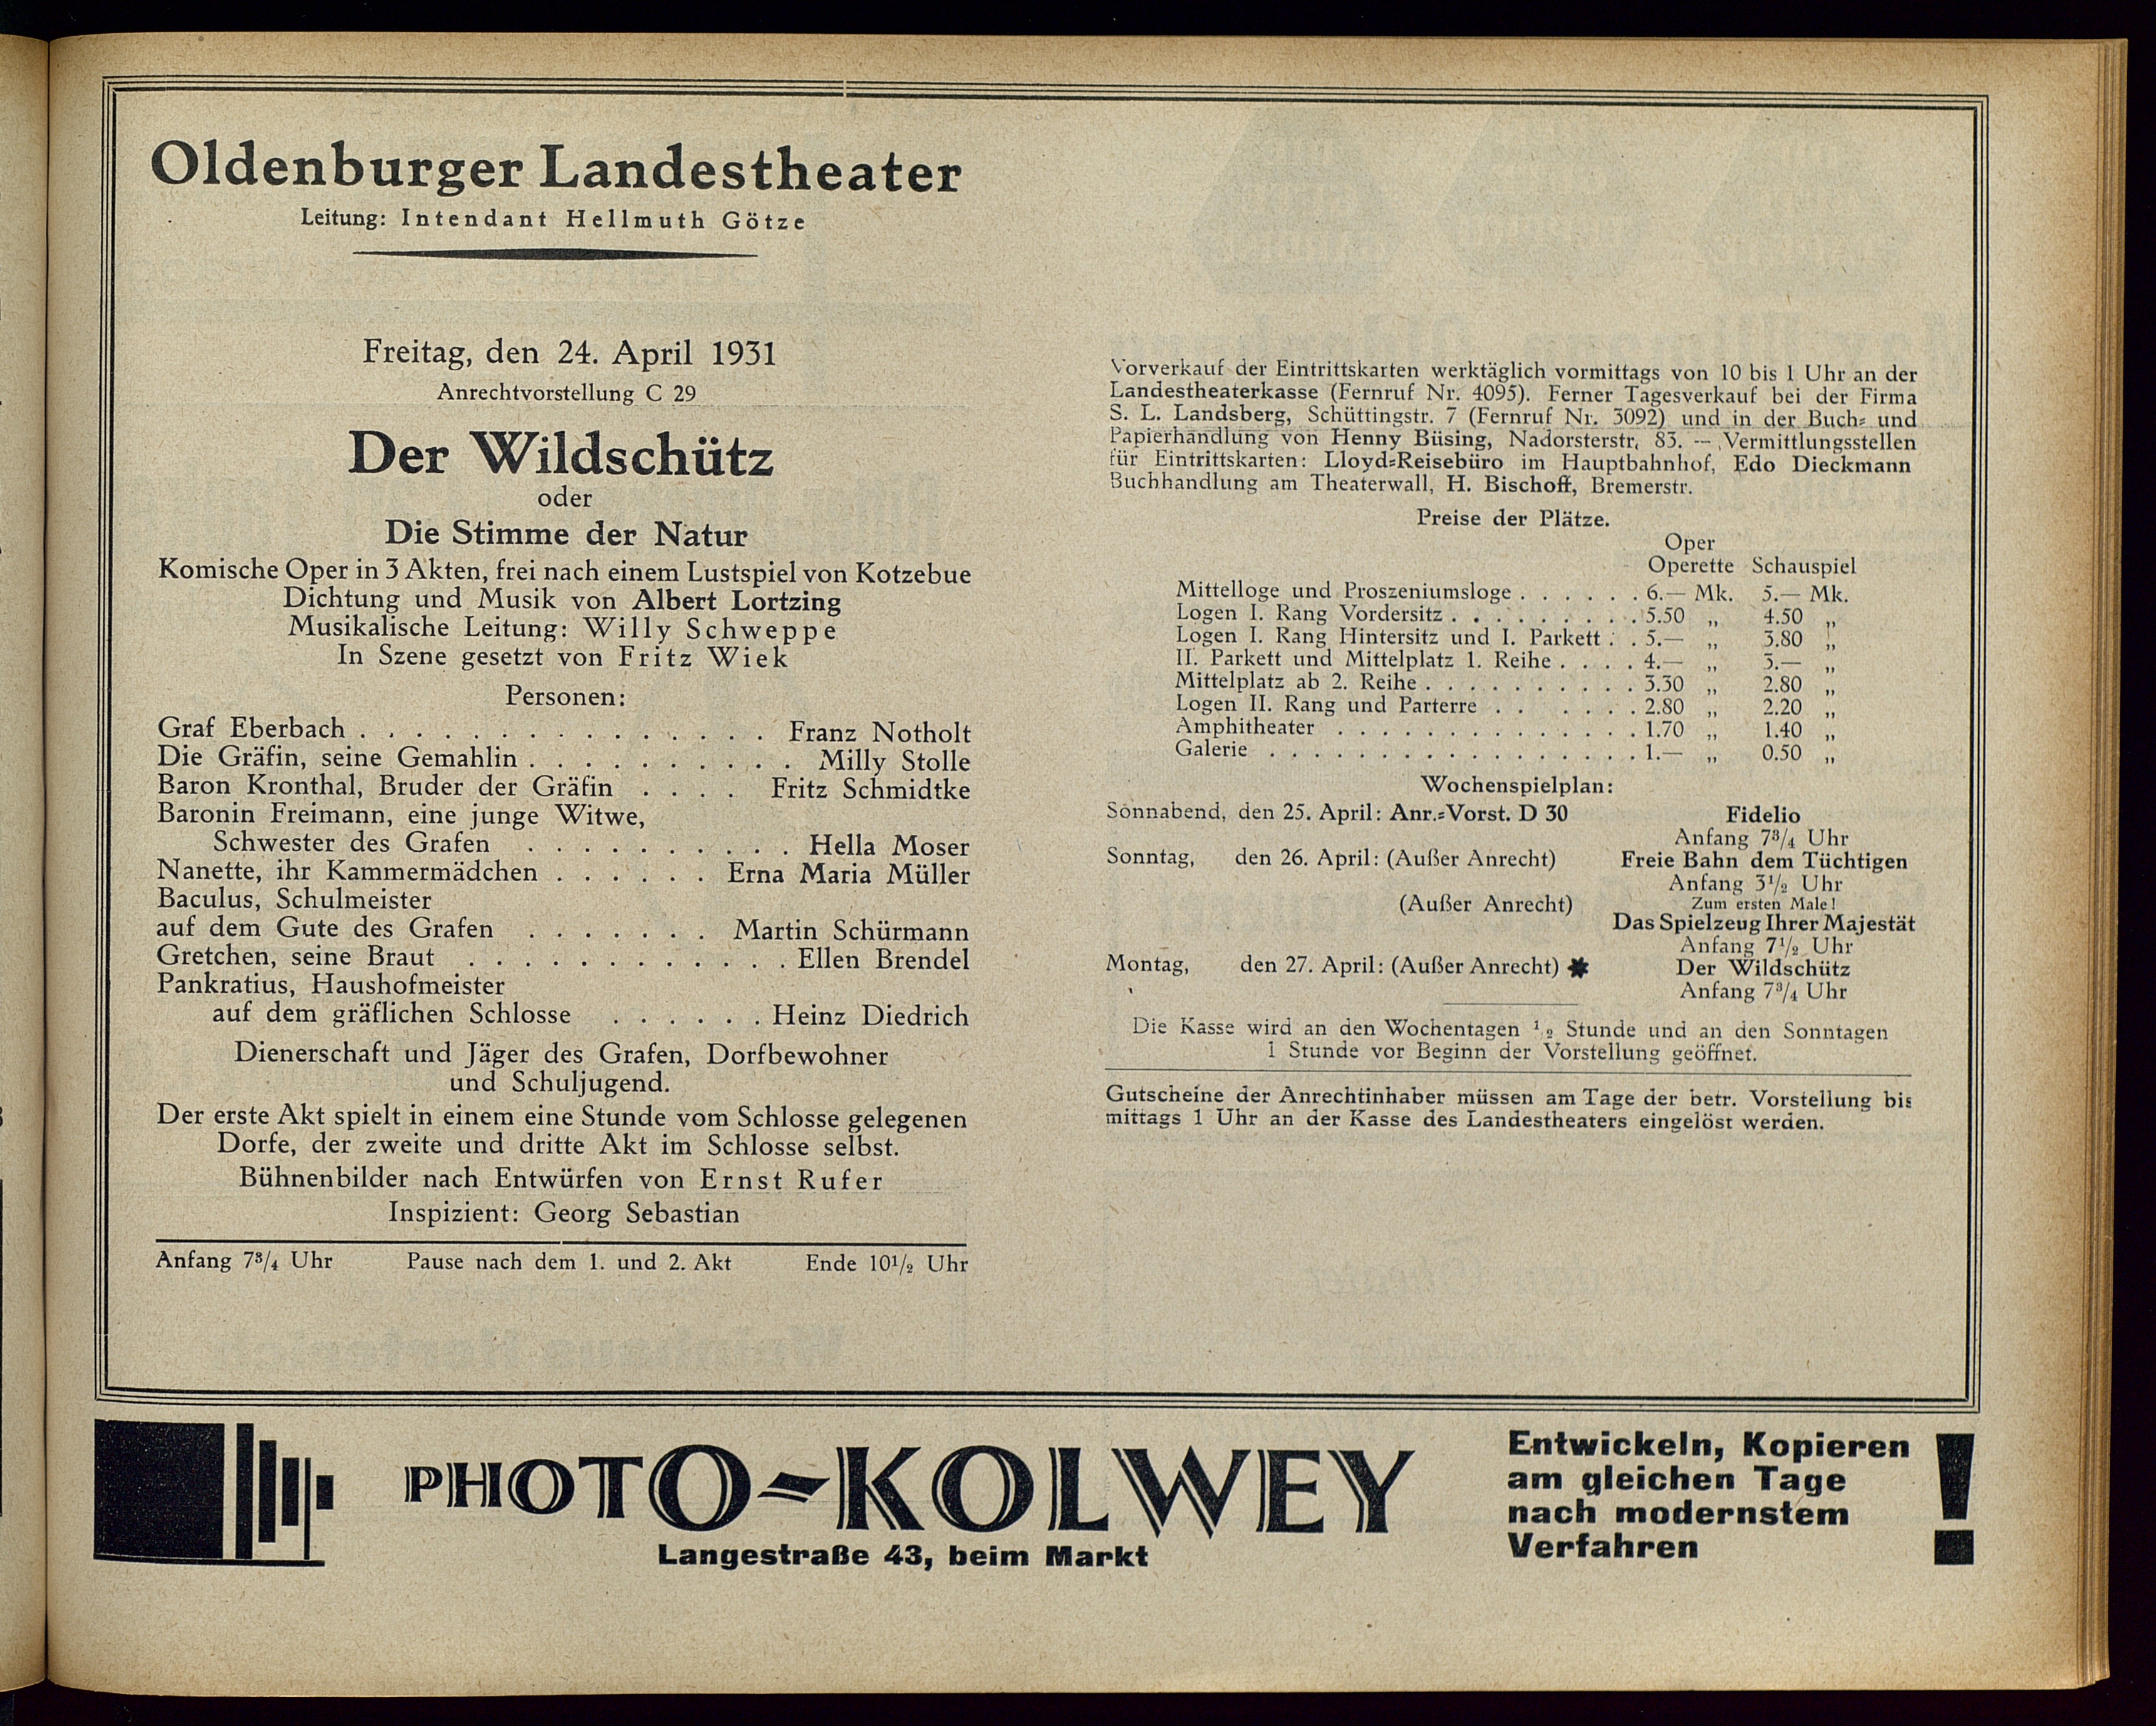 Oldenburger Landestheater
Leitung: Intendant Hellmuth Götze
Freitag, den 24. April 1931
Anrechtvorstellung C 29
Der Wildschütz
oder
Die Stimme der Natur
Komische Oper in 3 Akten, frei nach einem Lustspiel von Kotzebue
Dichtung und Musik von Albert Lortzing
Musikalische Leitung: Willy Schweppe
In Szene gesetzt von Fritz Wiek
Personen:
Graf Eberbach . . . . . . . . . . . . . . . Franz Notholt
Die Gräfin, seine Gemahlin . . . . . . . . . . Milly Stolle
Baron Kronthal, Bruder der Gräfin . . . . Fritz Schmidtke
Baronin Freimann, eine junge Witwe,
Schwester des Grafen . . . . . . . . . . Hella Moser
Nanette, ihr Kammermädchen . . . . . . Erna Maria Müller
Baculus, Schulmeister
auf dem Gute des Grafen . . . . . . . Martin Schürmann
Gretchen, seine Braut . . . . . . . . . . . . Ellen Brendel
Pankratius, Haushofmeister
auf dem gräflichen Schlosse . . . . . . Heinz Diedrich
Dienerschaft und Jäger des Grafen, Dorfbewohner
und Schuljugend.
Der erste Akt spielt in einem eine Stunde vom Schlosse gelegenen
Dorfe, der zweite und dritte Akt im Schlosse selbst.
Bühnenbilder nach Entwürfen von Ernst Rufer
Inspizient: Georg Sebastian
Anfang 7¾ Uhr Pause nach dem 1. und 2. Akt Ende 10½ Uhr
Vorverkauf der Eintrittskarten werktäglich vormittags von 10 bis 1 Uhr an der
Landestheaterkasse (Fernruf Nr. 4095). Ferner Tagesverkauf bei der Firma
S. L. Landsberg, Schüttingstr. 7 (Fernruf Nr. 3092) und in der Buch- und
Papierhandlung von Henny Büsing, Nadorsterstr. 83. — Vermittlungsstellen
für Eintrittskarten: Lloyd-Reisebüro im Hauptbahnhof, Edo Dieckmann
Buchhandlung am Theaterwall, H. Bischoff, Bremerstr.
Preise der Plätze.
Oper
Operette Schauspiel
Mittelloge und Proszeniumsloge . . . . . . 6.— Mk. 5.— Mk.
Logen I. Rang Vordersitz . . . . . . . . . 5.50 „ 4.50 „
Logen I. Rang Hintersitz und I. Parkett . . 5.— „ 3.80 „
II. Parkett und Mittelplatz 1. Reihe . . . . 4.— „ 3.— „
Mittelplatz ab 2. Reihe . . . . . . . . . . 3.30 „ 2.80 „
Logen II. Rang und Parterre . . . . . . 2.80 „ 2.20 „
Amphitheater . . . . . . . . . . . . . . 1.70 „ 1.40 „
Galerie . . . . . . . . . . . . . . . . . 1.— „ 0.50 „
Wochenspielplan:
Sonnabend, den 25. April: Anr.-Vorst. D 30 Fidelio
Anfang 7¾ Uhr
Sonntag, den 26. April: (Außer Anrecht) Freie Bahn dem Tüchtigen
Anfang 3½ Uhr
(Außer Anrecht) Zum ersten Male!
Das Spielzeug Ihrer Majestät
Anfang 7½ Uhr
Montag, den 27. April: (Außer Anrecht) ✱ Der Wildschütz
Anfang 7¾ Uhr
Die Kasse wird an den Wochentagen ½ Stunde und an den Sonntagen
1 Stunde vor Beginn der Vorstellung geöffnet.
Gutscheine der Anrechtinhaber müssen am Tage der betr. Vorstellung bis
mittags 1 Uhr an der Kasse des Landestheaters eingelöst werden.
PHOTO-KOLWEY
Langestraße 43, beim Markt
Entwickeln, Kopieren
am gleichen Tage
nach modernstem
Verfahren !